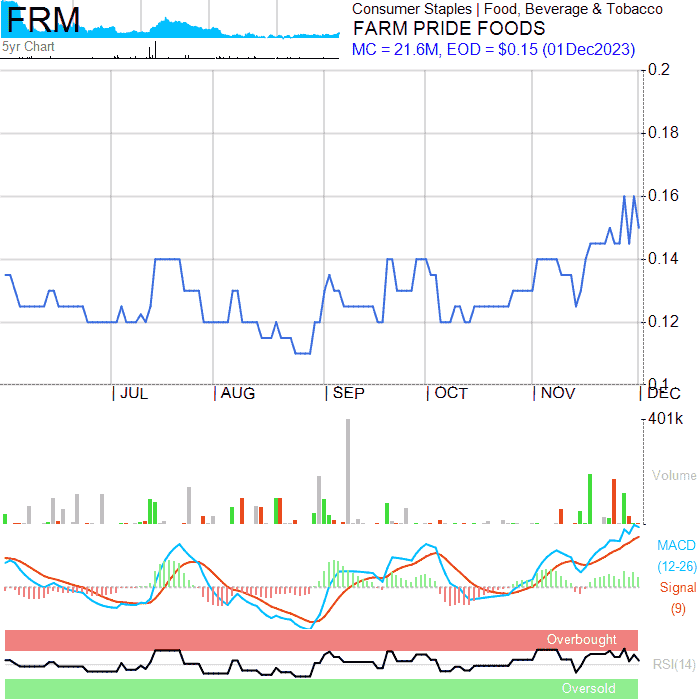 FRM
5yr Chart
Consumer Staples | Food, Beverage & Tobacco
FARM PRIDE FOODS
MC = 21.6M, EOD = $0.15 (01Dec2023)
0.2
0.18
0.16
0.14
0.12
0.1
JUL AUG SEP OCT NOV DEC
401k
Volume
MACD
(12-26)
Signal
(9)
Overbought
RSI(14)
Oversold